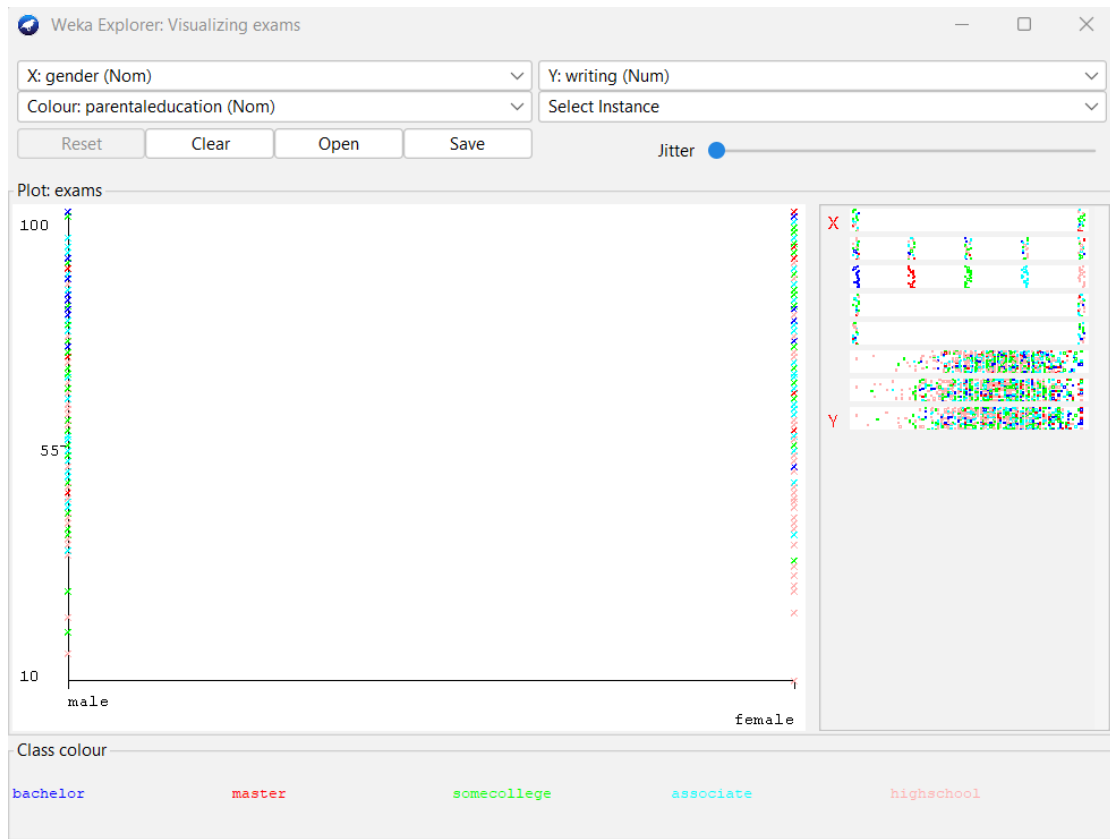 Weka Explorer: Visualizing exams
X: gender (Nom)
Y: writing (Num)
Colour: parentaleducation (Nom)
Select Instance
Reset
Clear
Open
Save
Jitter
Plot: exams
100
55
10
male
female
X
Y
Class colour
bachelor
master
somecollege
associate
highschool